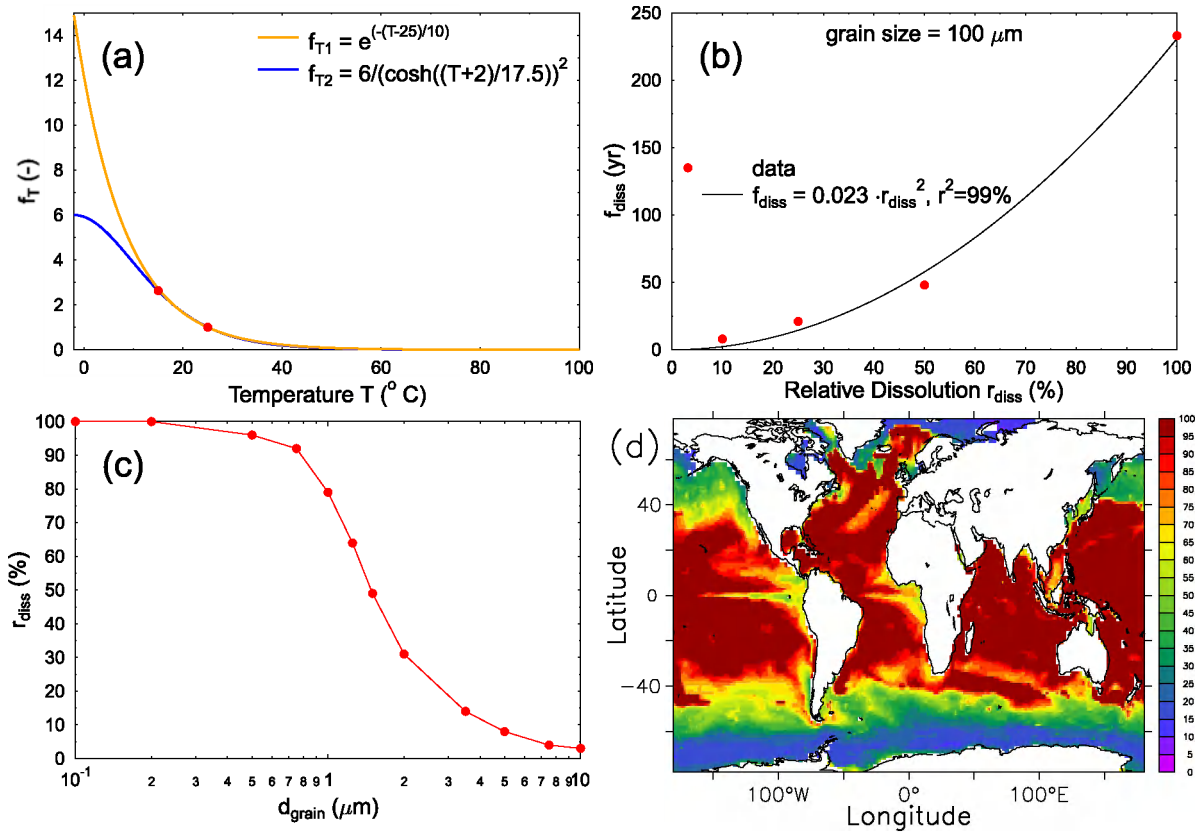 (a)
f_T1 = e^(-(T-25)/10)
f_T2 = 6/(cosh((T+2)/17.5))^2
14
12
10
8
6
4
2
0
f_T (-)
0 20 40 60 80 100
Temperature T (° C)
(b)
grain size = 100 μm
data
f_diss = 0.023 ·r_diss^2, r^2=99%
250
200
150
100
50
0
f_diss (yr)
0 10 20 30 40 50 60 70 80 90 100
Relative Dissolution r_diss (%)
(c)
100
90
80
70
60
50
40
30
20
10
0
r_diss (%)
10^-1 2 3 4 5 6 7 8 9 1 2 3 4 5 6 7 8 9 10
d_grain (μm)
(d)
40
0
−40
Latitude
100°W 0° 100°E
Longitude
100
95
90
85
80
75
70
65
60
55
50
45
40
35
30
25
20
15
10
5
0